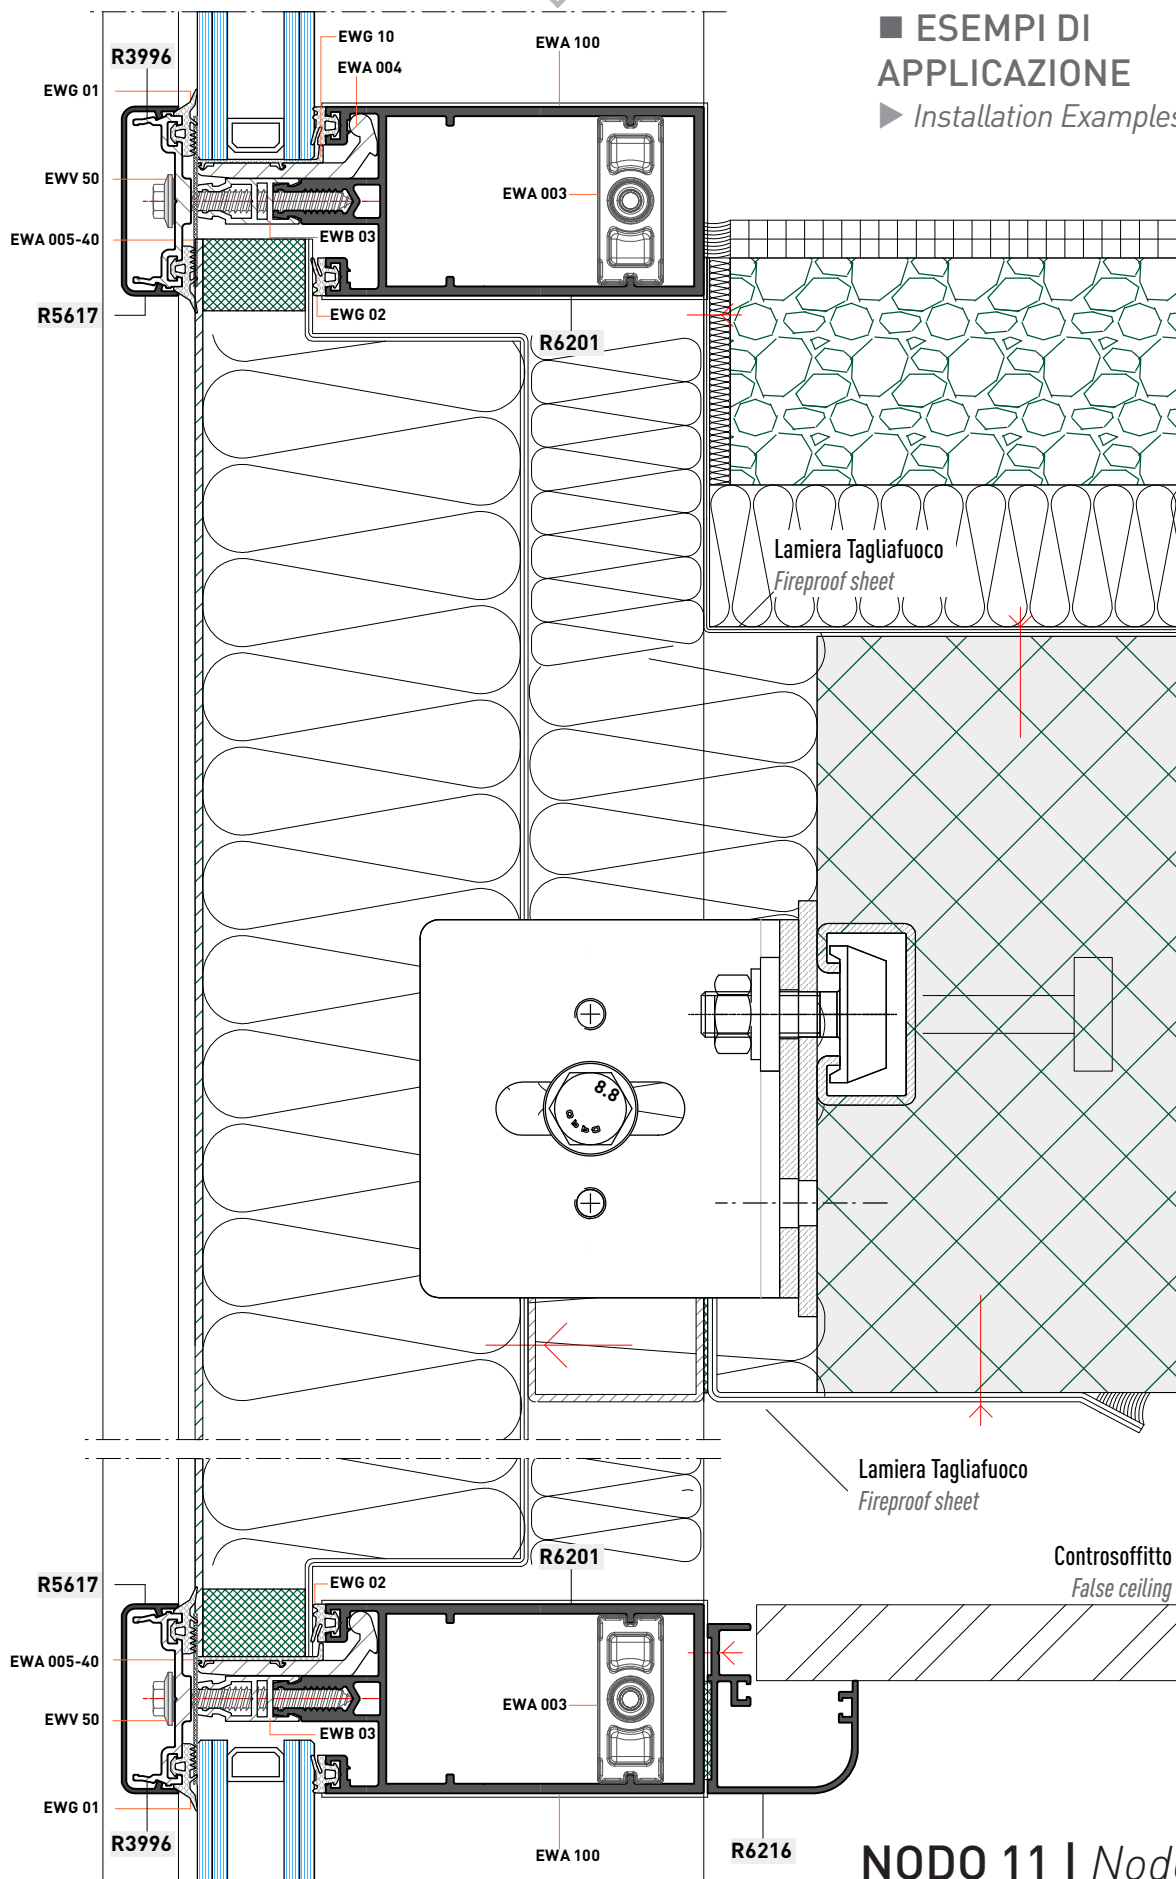 ■ ESEMPI DI
APPLICAZIONE
▶ Installation Examples
EWG 10
EWA 100
R3996
EWA 004
EWG 01
EWV 50
EWA 003
EWA 005-40
EWB 03
R5617
EWG 02
R6201
Lamiera Tagliafuoco
Fireproof sheet
8.8
Lamiera Tagliafuoco
Fireproof sheet
Controsoffitto
False ceiling
R6201
R5617
EWG 02
EWA 005-40
EWA 003
EWV 50
EWB 03
EWG 01
R3996
EWA 100
R6216
NODO 11 | Nod